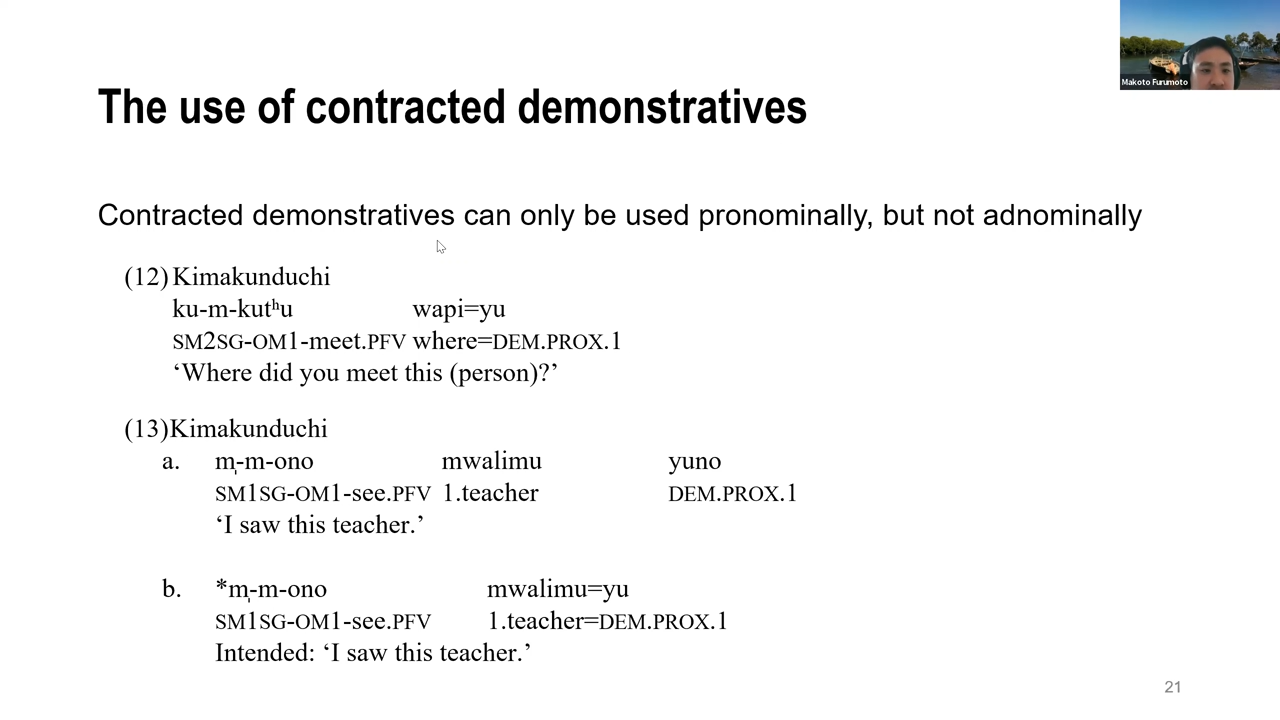 Makoto Furumoto
The use of contracted demonstratives
Contracted demonstratives can only be used pronominally, but not adnominally
(12) Kimakunduchi
ku-m-kutʰu wapi=yu
SM2SG-OM1-meet.PFV where=DEM.PROX.1
‘Where did you meet this (person)?’
(13)Kimakunduchi
a. m̩-m-ono mwalimu yuno
SM1SG-OM1-see.PFV 1.teacher DEM.PROX.1
‘I saw this teacher.’
b. *m̩-m-ono mwalimu=yu
SM1SG-OM1-see.PFV 1.teacher=DEM.PROX.1
Intended: ‘I saw this teacher.’
21